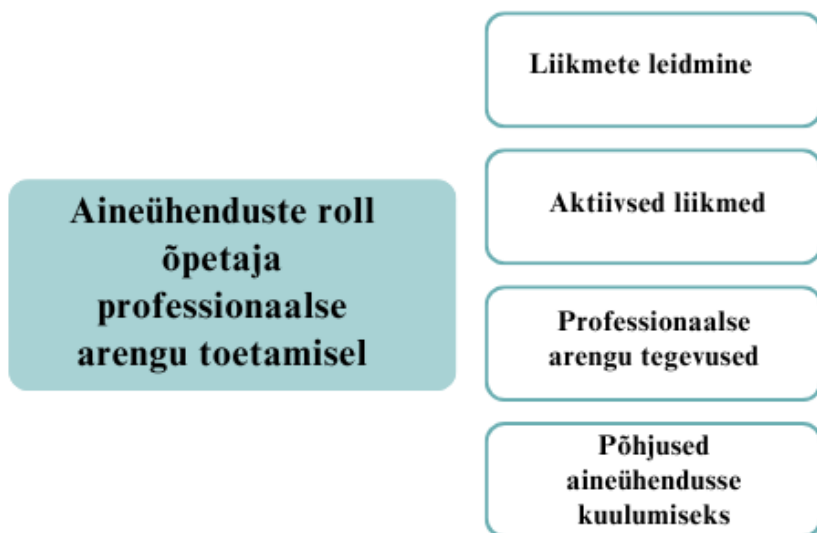 Aineühenduste roll
õpetaja
professionaalse
arengu toetamisel
Liikmete leidmine
Aktiivsed liikmed
Professionaalse
arengu tegevused
Põhjused
aineühendusse
kuulumiseks